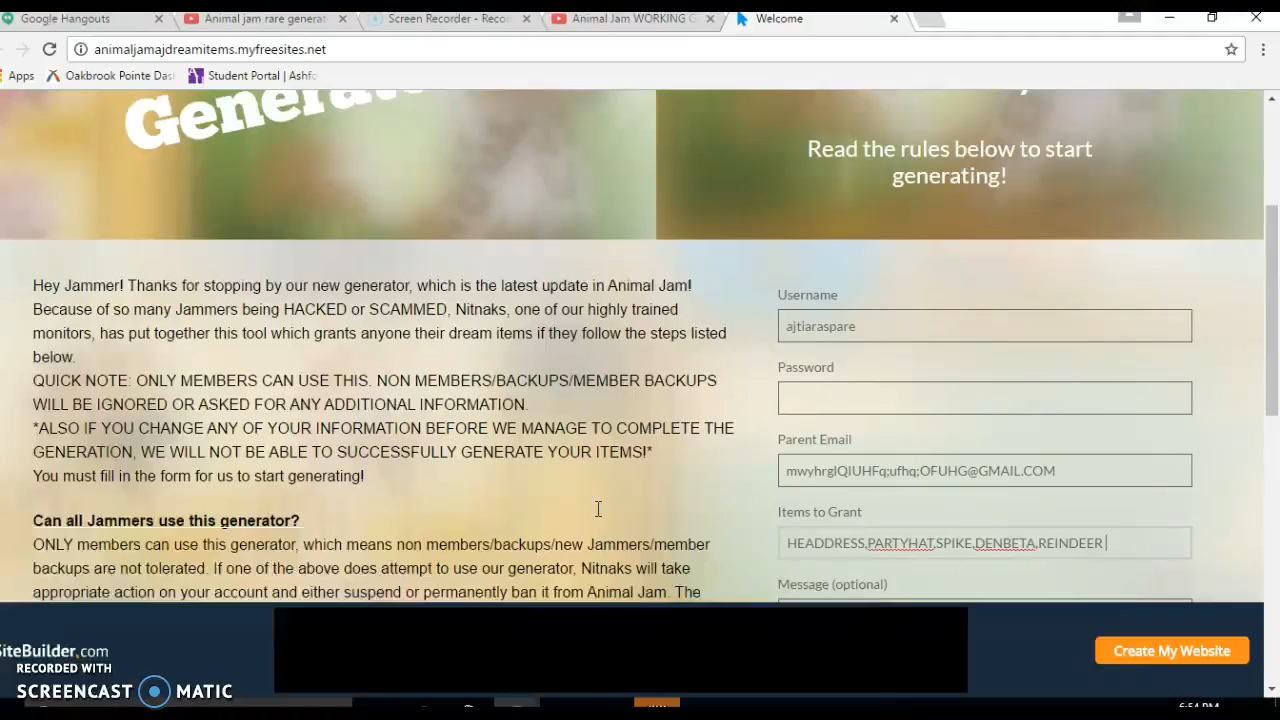 Google Hangouts
Animal jam rare generat
Screen Recorder - Reco
Animal Jam WORKING G
Welcome
animaljamajdreamitems.myfreesites.net
Apps
Oakbrook Pointe Das
Student Portal | Ashfo
Generat
Read the rules below to start
generating!
Hey Jammer! Thanks for stopping by our new generator, which is the latest update in Animal Jam!
Because of so many Jammers being HACKED or SCAMMED, Nitnaks, one of our highly trained
monitors, has put together this tool which grants anyone their dream items if they follow the steps listed
below.
QUICK NOTE: ONLY MEMBERS CAN USE THIS. NON MEMBERS/BACKUPS/MEMBER BACKUPS
WILL BE IGNORED OR ASKED FOR ANY ADDITIONAL INFORMATION.
*ALSO IF YOU CHANGE ANY OF YOUR INFORMATION BEFORE WE MANAGE TO COMPLETE THE
GENERATION, WE WILL NOT BE ABLE TO SUCCESSFULLY GENERATE YOUR ITEMS!*
You must fill in the form for us to start generating!
Can all Jammers use this generator?
ONLY members can use this generator, which means non members/backups/new Jammers/member
backups are not tolerated. If one of the above does attempt to use our generator, Nitnaks will take
appropriate action on your account and either suspend or permanently ban it from Animal Jam. The
Username
ajtiaraspare
Password
Parent Email
mwyhrglQIUHFq;ufhq;OFUHG@GMAIL.COM
Items to Grant
HEADDRESS,PARTYHAT,SPIKE,DENBETA,REINDEER
Message (optional)
SiteBuilder.com
Create My Website
RECORDED WITH
SCREENCAST MATIC
6:54 PM